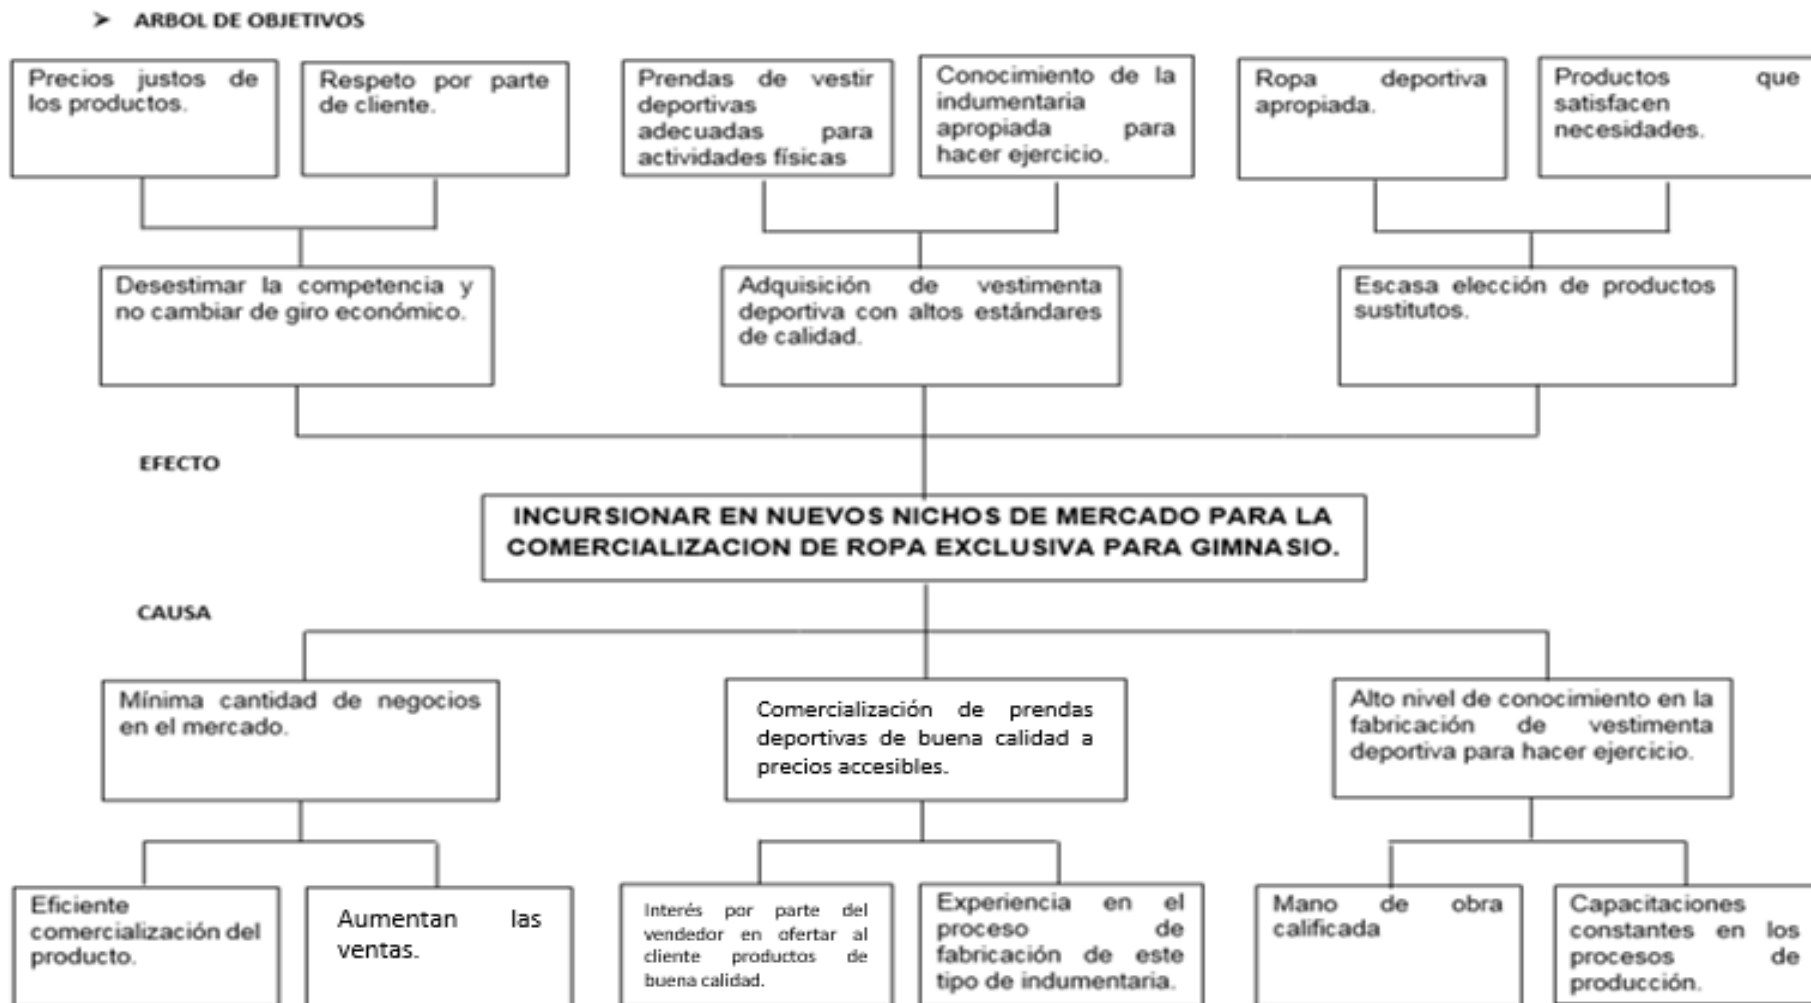 ➤ ARBOL DE OBJETIVOS
Precios justos de
los productos.
Respeto por parte
de cliente.
Prendas de vestir
deportivas
adecuadas para
actividades físicas
Conocimiento de la
indumentaria
apropiada para
hacer ejercicio.
Ropa deportiva
apropiada.
Productos que
satisfacen
necesidades.
Desestimar la competencia y
no cambiar de giro económico.
Adquisición de vestimenta
deportiva con altos estándares
de calidad.
Escasa elección de productos
sustitutos.
EFECTO
INCURSIONAR EN NUEVOS NICHOS DE MERCADO PARA LA
COMERCIALIZACION DE ROPA EXCLUSIVA PARA GIMNASIO.
CAUSA
Mínima cantidad de negocios
en el mercado.
Comercialización de prendas
deportivas de buena calidad a
precios accesibles.
Alto nivel de conocimiento en la
fabricación de vestimenta
deportiva para hacer ejercicio.
Eficiente
comercialización del
producto.
Aumentan las
ventas.
Interés por parte del
vendedor en ofertar al
cliente productos de
buena calidad.
Experiencia en el
proceso de
fabricación de este
tipo de indumentaria.
Mano de obra
calificada
Capacitaciones
constantes en los
procesos de
producción.